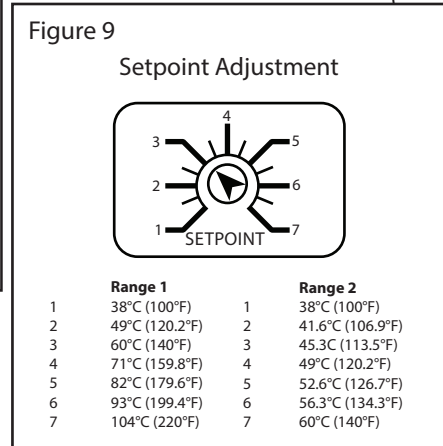 Figure 9
Setpoint Adjustment
4
3 5
2 6
1 7
SETPOINT
Range 1 Range 2
1 38°C (100°F) 1 38°C (100°F)
2 49°C (120.2°F) 2 41.6°C (106.9°F)
3 60°C (140°F) 3 45.3C (113.5°F)
4 71°C (159.8°F) 4 49°C (120.2°F)
5 82°C (179.6°F) 5 52.6°C (126.7°F)
6 93°C (199.4°F) 6 56.3°C (134.3°F)
7 104°C (220°F) 7 60°C (140°F)